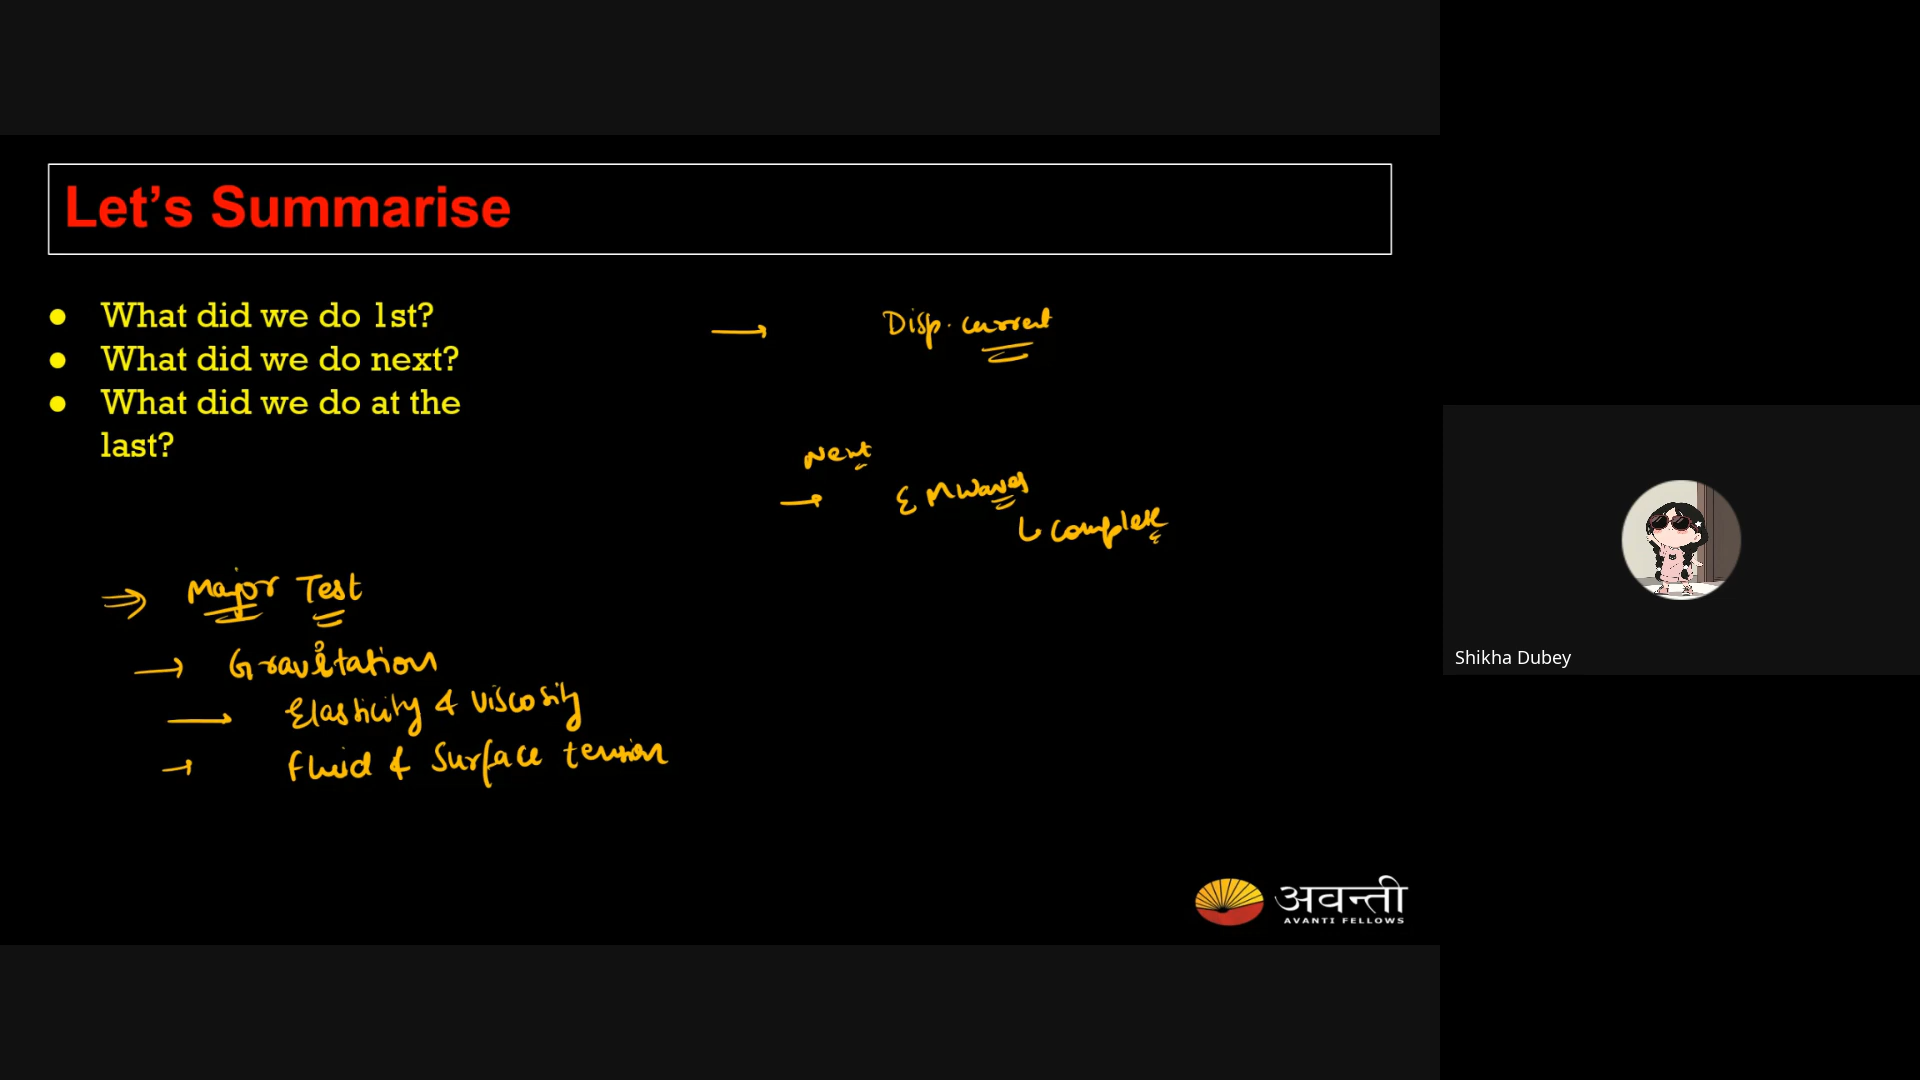 Let's Summarise
● What did we do 1st?
● What did we do next?
● What did we do at the
last?
→ Disp. current
Next
→ EM Waves
↳ Complete
⇒ Major Test
→ Gravitation
→ Elasticity & Viscosity
→ Fluid & Surface tension
अवन्ती
AVANTI FELLOWS
Shikha Dubey